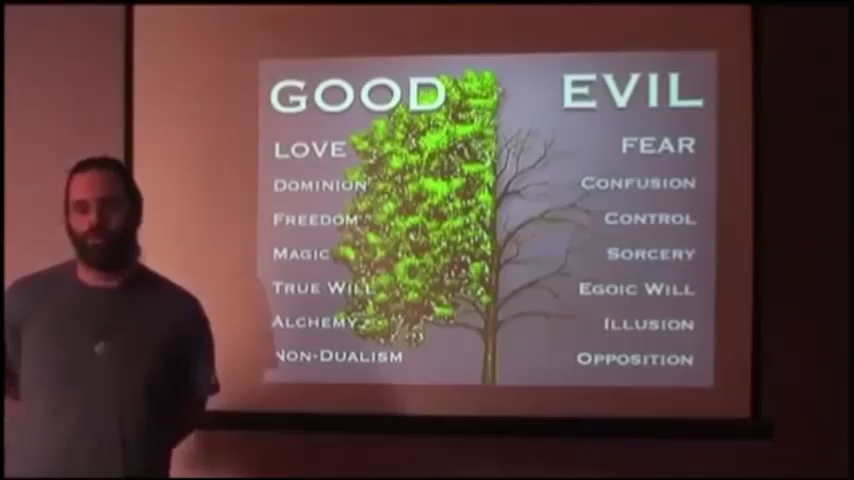 GOOD EVIL
LOVE FEAR
DOMINION CONFUSION
FREEDOM CONTROL
MAGIC SORCERY
TRUE WILL EGOIC WILL
ALCHEMY ILLUSION
NON-DUALISM OPPOSITION